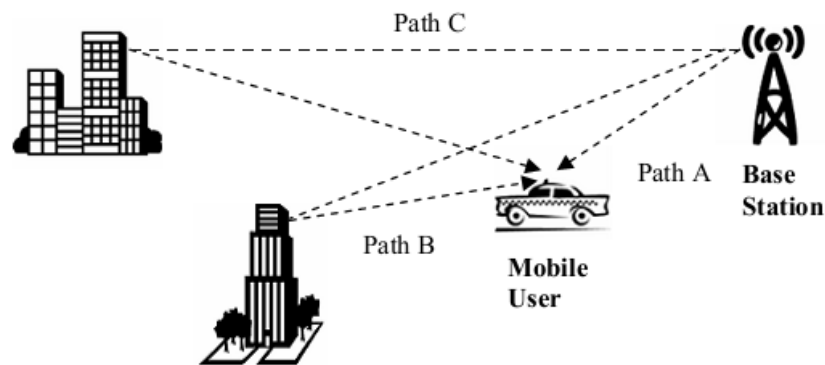 Path C
Path A
Base
Station
Path B
Mobile
User